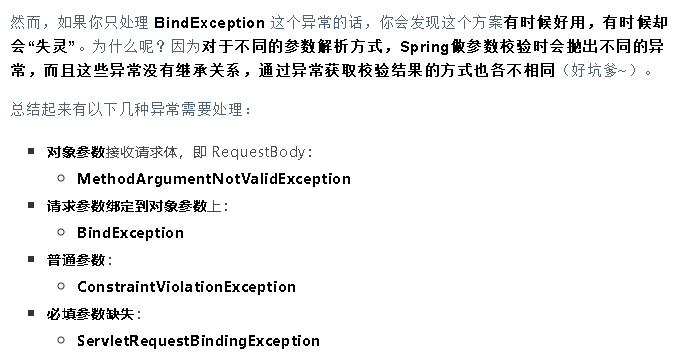 然而，如果你只处理 BindException 这个异常的话，你会发现这个方案有时候好用，有时候却
会“失灵”。为什么呢？因为对于不同的参数解析方式，Spring做参数校验时会抛出不同的异
常，而且这些异常没有继承关系，通过异常获取校验结果的方式也各不相同（好坑爹~）。
总结起来有以下几种异常需要处理：
对象参数接收请求体，即 RequestBody：
MethodArgumentNotValidException
请求参数绑定到对象参数上：
BindException
普通参数：
ConstraintViolationException
必填参数缺失：
ServletRequestBindingException